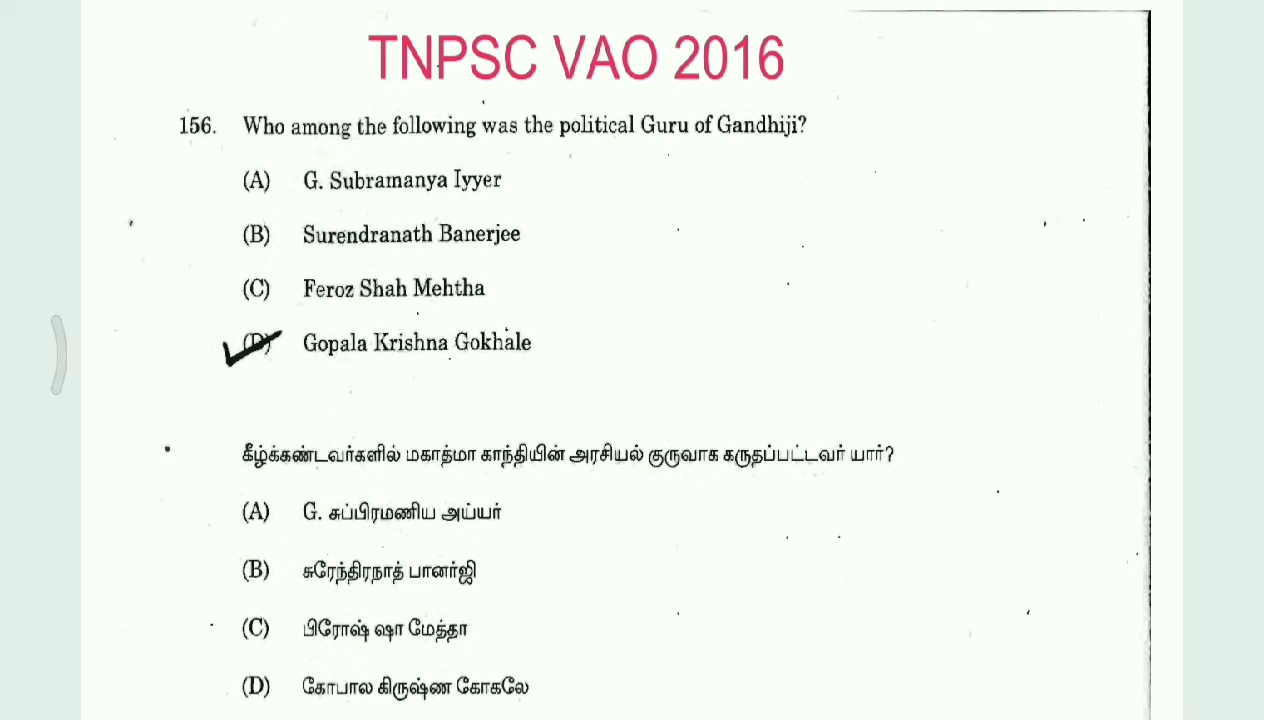 TNPSC VAO 2016
156. Who among the following was the political Guru of Gandhiji?
(A) G. Subramanya Iyyer
(B) Surendranath Banerjee
(C) Feroz Shah Mehtha
(D) Gopala Krishna Gokhale
கீழ்க்கண்டவர்களில் மகாத்மா காந்தியின் அரசியல் குருவாக கருதப்பட்டவர் யார்?
(A) G. சுப்பிரமணிய அய்யர்
(B) சுரேந்திரநாத் பானர்ஜி
(C) பிரோஷ் ஷா மேத்தா
(D) கோபால கிருஷ்ண கோகலே